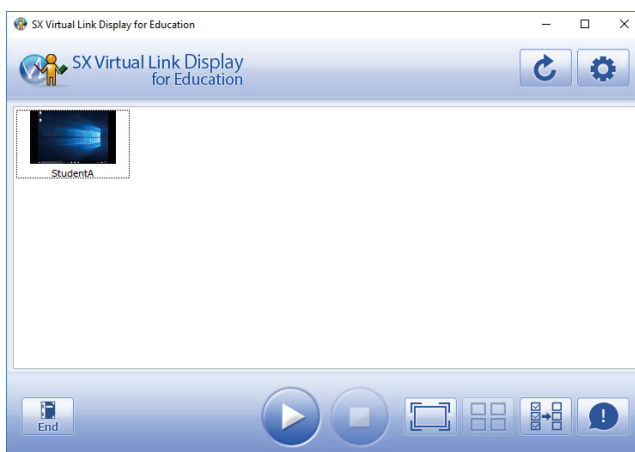 SX Virtual Link Display for Education
SX Virtual Link Display
for Education
StudentA
End
!